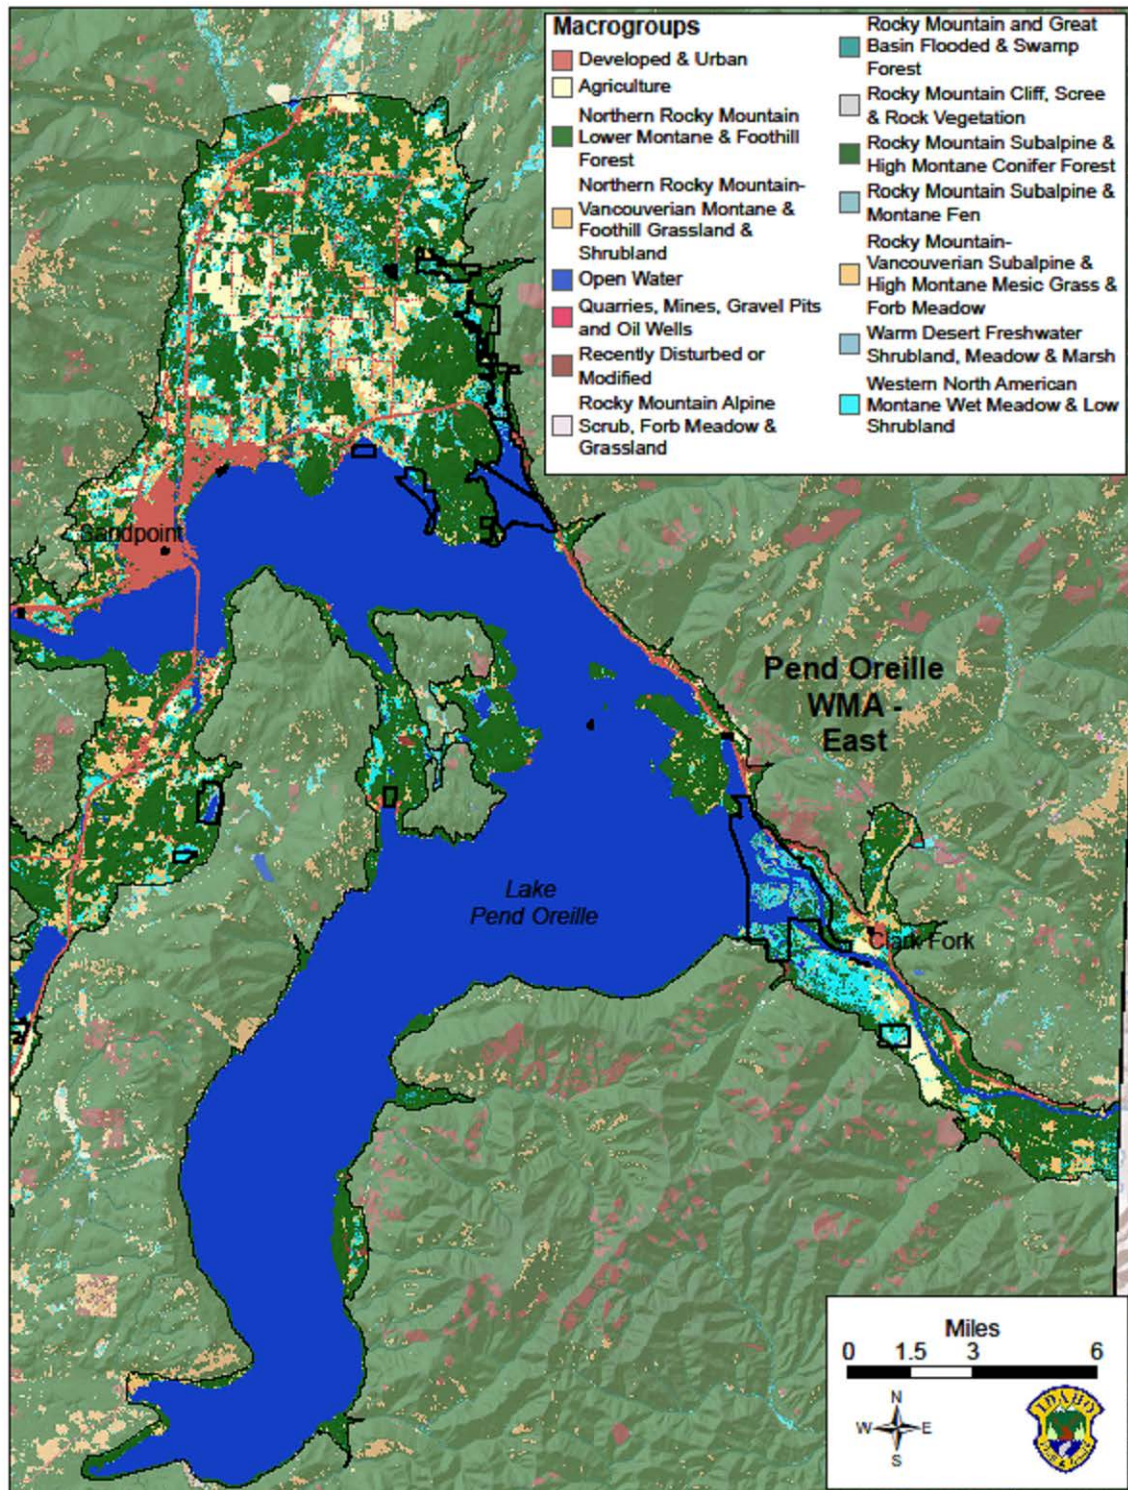 Macrogroups
Developed & Urban
Agriculture
Northern Rocky Mountain
Lower Montane & Foothill
Forest
Northern Rocky Mountain-
Vancouverian Montane &
Foothill Grassland &
Shrubland
Open Water
Quarries, Mines, Gravel Pits
and Oil Wells
Recently Disturbed or
Modified
Rocky Mountain Alpine
Scrub, Forb Meadow &
Grassland
Rocky Mountain and Great
Basin Flooded & Swamp
Forest
Rocky Mountain Cliff, Scree
& Rock Vegetation
Rocky Mountain Subalpine &
High Montane Conifer Forest
Rocky Mountain Subalpine &
Montane Fen
Rocky Mountain-
Vancouverian Subalpine &
High Montane Mesic Grass &
Forb Meadow
Warm Desert Freshwater
Shrubland, Meadow & Marsh
Western North American
Montane Wet Meadow & Low
Shrubland
Sandpoint
Pend Oreille
WMA -
East
Lake
Pend Oreille
Clark Fork
Miles
0 1.5 3 6
N
W E
S
IDAHO